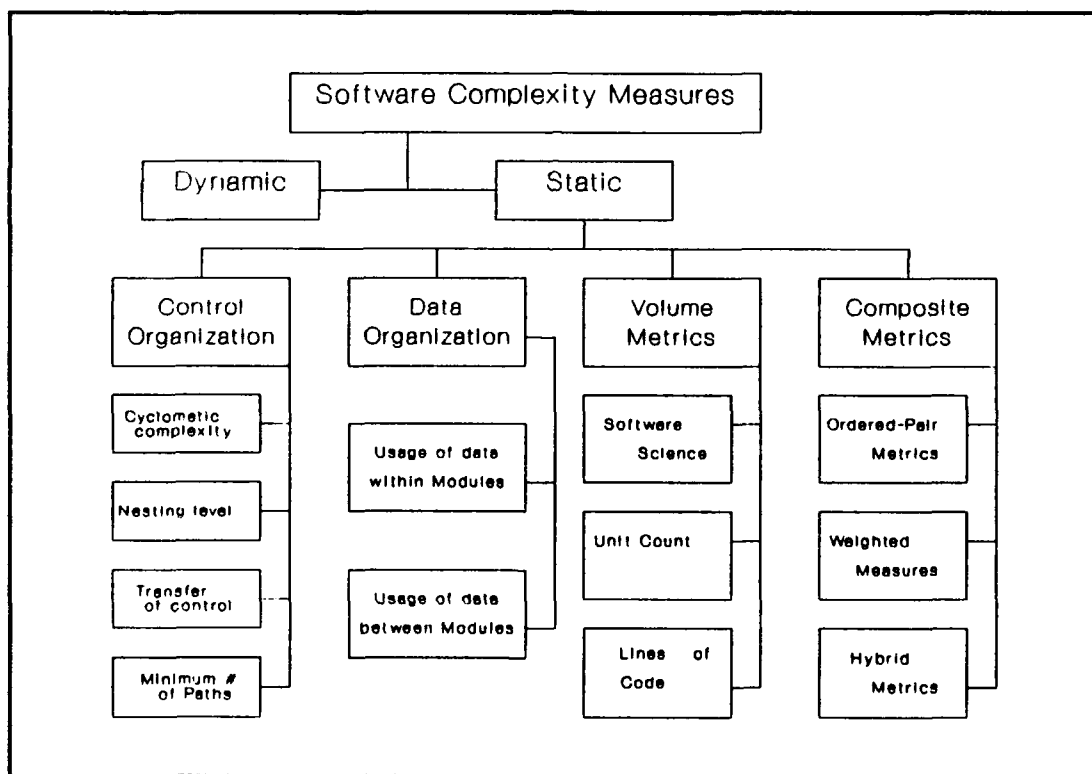 Software Complexity Measures
Dynamic
Static
Control
Organization
Data
Organization
Volume
Metrics
Composite
Metrics
Cyclometic
complexity
Nesting level
Transfer
of control
Minimum #
of Paths
Usage of data
within Modules
Usage of data
between Modules
Software
Science
Unit Count
Lines of
Code
Ordered-Pair
Metrics
Weighted
Measures
Hybrid
Metrics